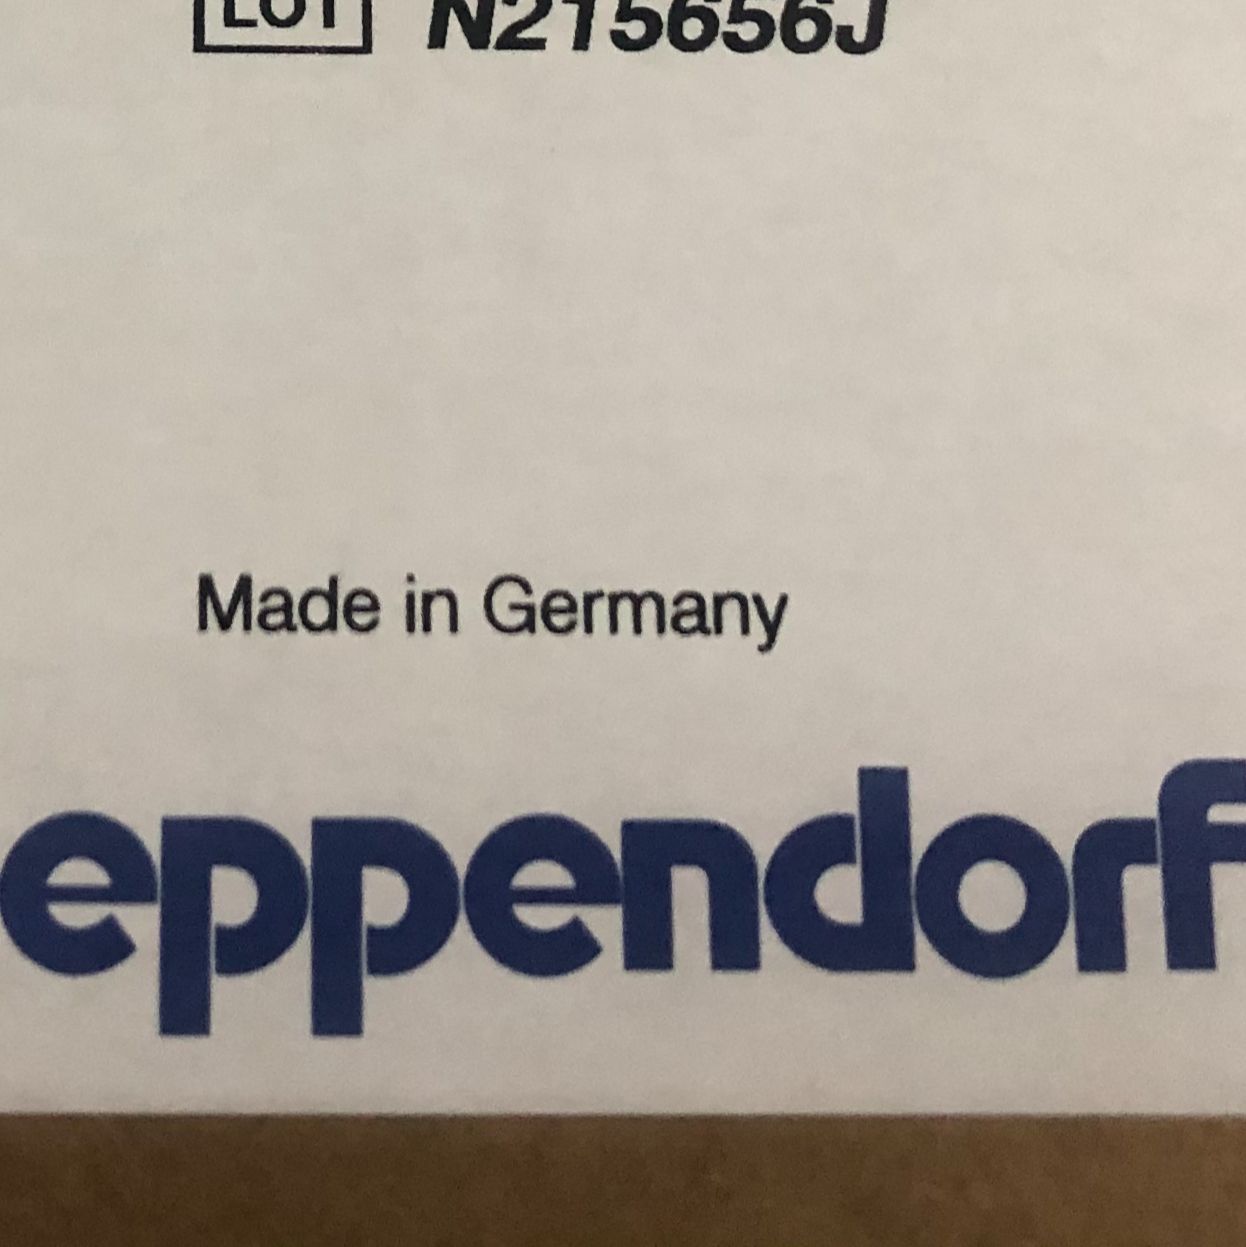 LOT N215656J
Made in Germany
eppendorf